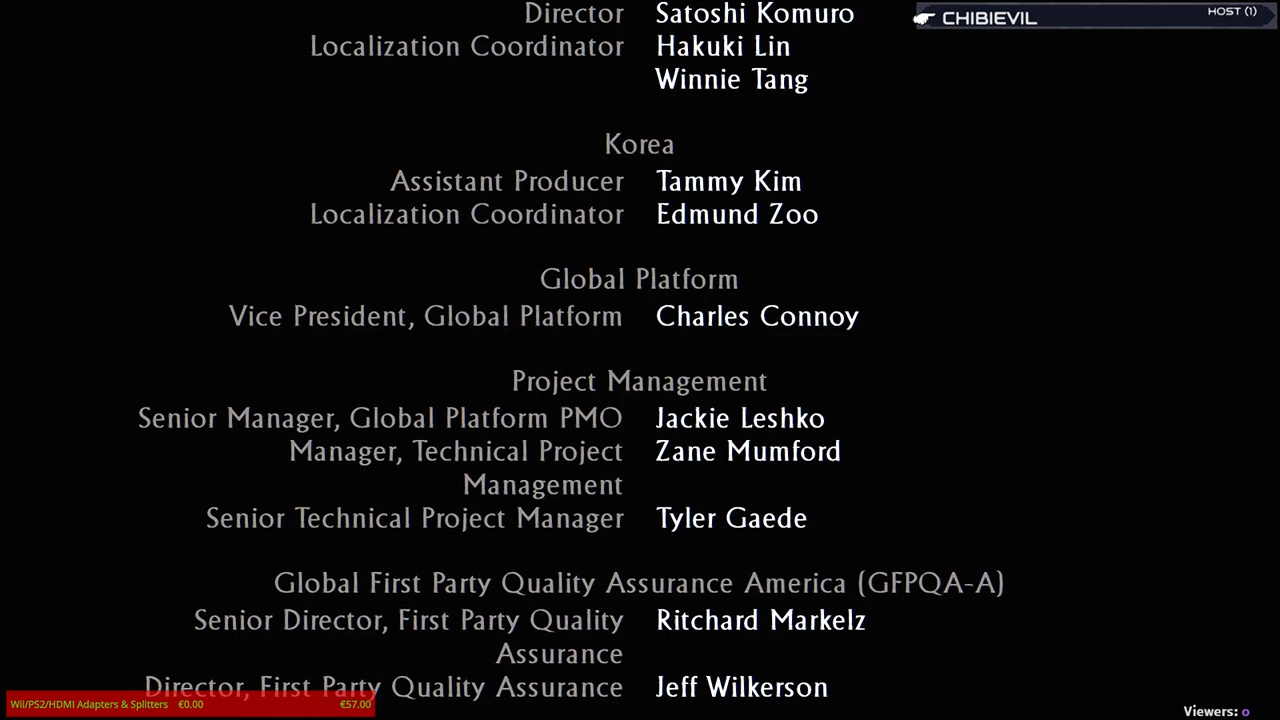 Director Satoshi Komuro
CHIBIEVIL HOST (1)
Localization Coordinator Hakuki Lin
Winnie Tang
Korea
Assistant Producer Tammy Kim
Localization Coordinator Edmund Zoo
Global Platform
Vice President, Global Platform Charles Connoy
Project Management
Senior Manager, Global Platform PMO Jackie Leshko
Manager, Technical Project Zane Mumford
Management
Senior Technical Project Manager Tyler Gaede
Global First Party Quality Assurance America (GFPQA-A)
Senior Director, First Party Quality Ritchard Markelz
Assurance
Director, First Party Quality Assurance Jeff Wilkerson
Wii/PS2/HDMI Adapters & Splitters €0.00 €57.00
Viewers: 0